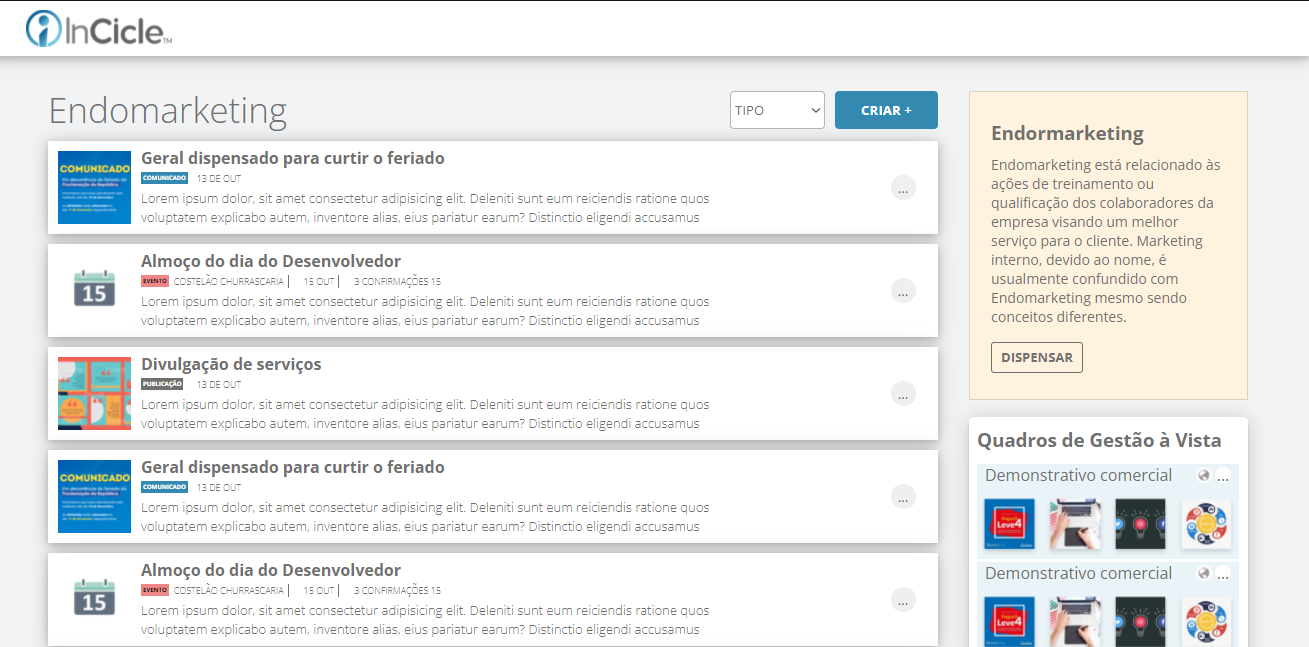 InCicle™
Endomarketing
TIPO
CRIAR +
Geral dispensado para curtir o feriado
COMUNICADO
COMUNICADO 13 DE OUT
Lorem ipsum dolor, sit amet consectetur adipisicing elit. Deleniti sunt eum reiciendis ratione quos
voluptatem explicabo autem, inventore alias, eius pariatur earum? Distinctio eligendi accusamus
...
Almoço do dia do Desenvolvedor
15
EVENTO COSTELÃO CHURRASCARIA | 15 OUT | 3 CONFIRMAÇÕES 15
Lorem ipsum dolor, sit amet consectetur adipisicing elit. Deleniti sunt eum reiciendis ratione quos
voluptatem explicabo autem, inventore alias, eius pariatur earum? Distinctio eligendi accusamus
...
Divulgação de serviços
PUBLICAÇÃO 13 DE OUT
Lorem ipsum dolor, sit amet consectetur adipisicing elit. Deleniti sunt eum reiciendis ratione quos
voluptatem explicabo autem, inventore alias, eius pariatur earum? Distinctio eligendi accusamus
...
Geral dispensado para curtir o feriado
COMUNICADO
COMUNICADO 13 DE OUT
Lorem ipsum dolor, sit amet consectetur adipisicing elit. Deleniti sunt eum reiciendis ratione quos
voluptatem explicabo autem, inventore alias, eius pariatur earum? Distinctio eligendi accusamus
...
Almoço do dia do Desenvolvedor
15
EVENTO COSTELÃO CHURRASCARIA | 15 OUT | 3 CONFIRMAÇÕES 15
Lorem ipsum dolor, sit amet consectetur adipisicing elit. Deleniti sunt eum reiciendis ratione quos
voluptatem explicabo autem, inventore alias, eius pariatur earum? Distinctio eligendi accusamus
...
Endormarketing
Endomarketing está relacionado às
ações de treinamento ou
qualificação dos colaboradores da
empresa visando um melhor
serviço para o cliente. Marketing
interno, devido ao nome, é
usualmente confundido com
Endomarketing mesmo sendo
conceitos diferentes.
DISPENSAR
Quadros de Gestão à Vista
Demonstrativo comercial ...
Leve4
Demonstrativo comercial ...
Leve4